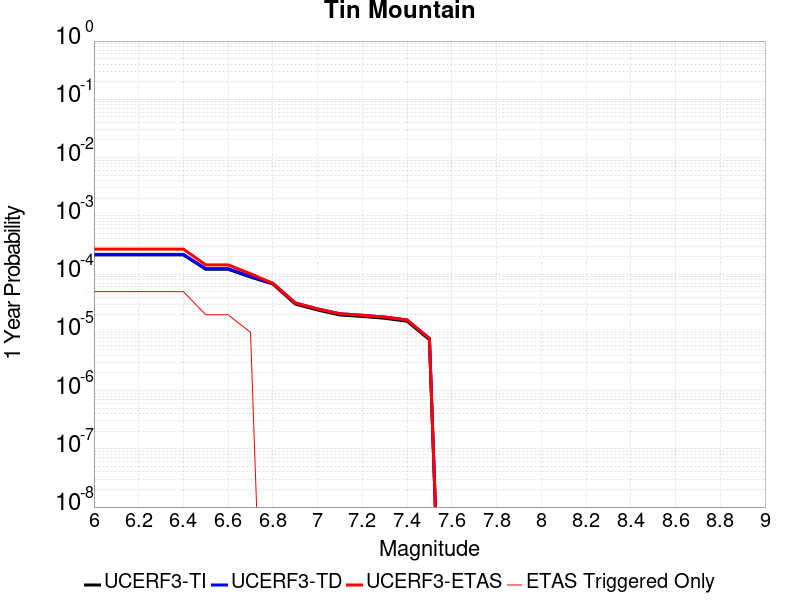 Tin Mountain
10^0
10^-1
10^-2
10^-3
10^-4
10^-5
10^-6
10^-7
10^-8
1 Year Probability
6 6.2 6.4 6.6 6.8 7 7.2 7.4 7.6 7.8 8 8.2 8.4 8.6 8.8 9
Magnitude
UCERF3-TI UCERF3-TD UCERF3-ETAS ETAS Triggered Only